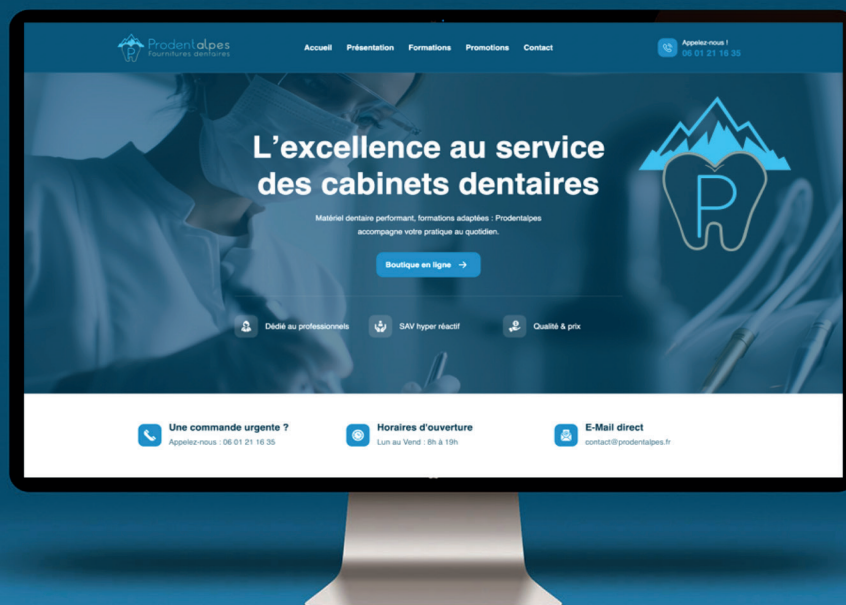 Prodentalpes
Fournitures dentaires
Accueil Présentation Formations Promotions Contact
Appelez-nous !
06 01 21 16 35
L'excellence au service
des cabinets dentaires
P
Matériel dentaire performant, formations adaptées : Prodentalpes
accompagne votre pratique au quotidien.
Boutique en ligne →
Dédié au professionnels SAV hyper réactif Qualité & prix
Une commande urgente ? Horaires d'ouverture E-Mail direct
Appelez-nous : 06 01 21 16 35 Lun au Vend : 8h à 19h contact@prodentalpes.fr